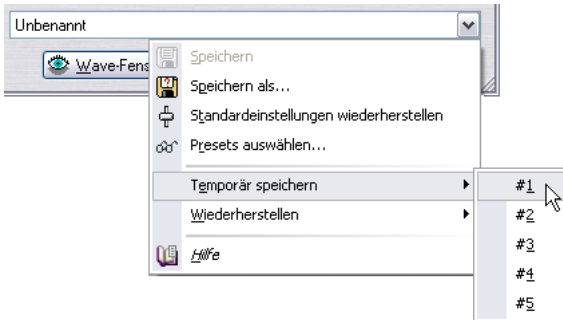 Unbenannt
Wave-Fens
Speichern
Speichern als...
Standardeinstellungen wiederherstellen
Presets auswählen...
Temporär speichern
#1
Wiederherstellen
#2
#3
Hilfe
#4
#5